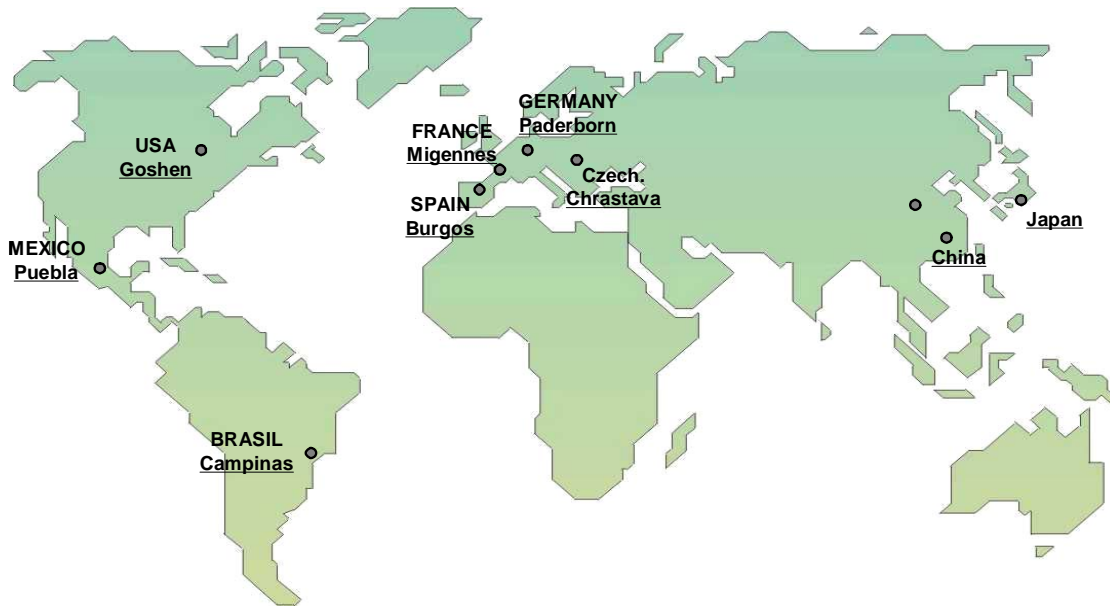 GERMANY
Paderborn
FRANCE
Migennes
USA
Goshen
Czech.
Chrastava
SPAIN
Burgos
Japan
MEXICO
Puebla
China
BRASIL
Campinas